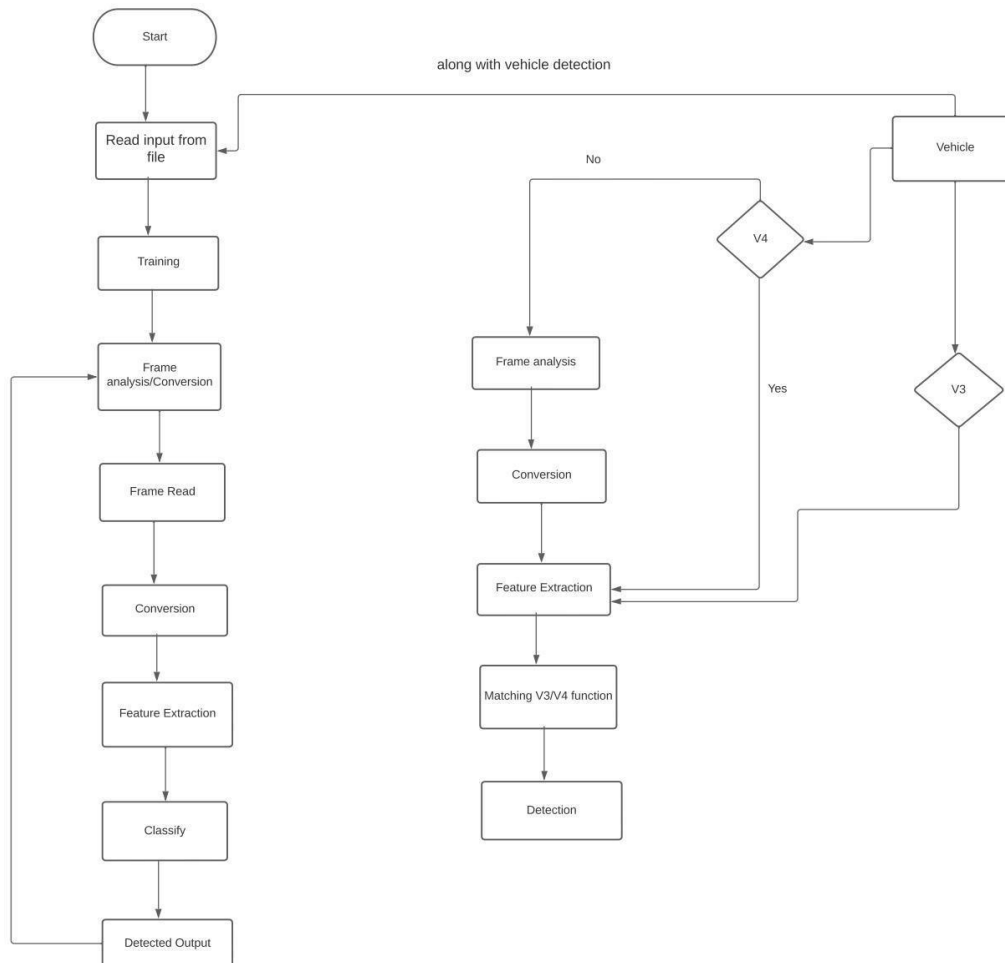 Start
along with vehicle detection
Read input from
file
Vehicle
No
V4
Training
Frame
analysis/Conversion
Frame analysis
Yes
V3
Frame Read
Conversion
Conversion
Feature Extraction
Matching V3/V4 function
Feature Extraction
Detection
Classify
Detected Output